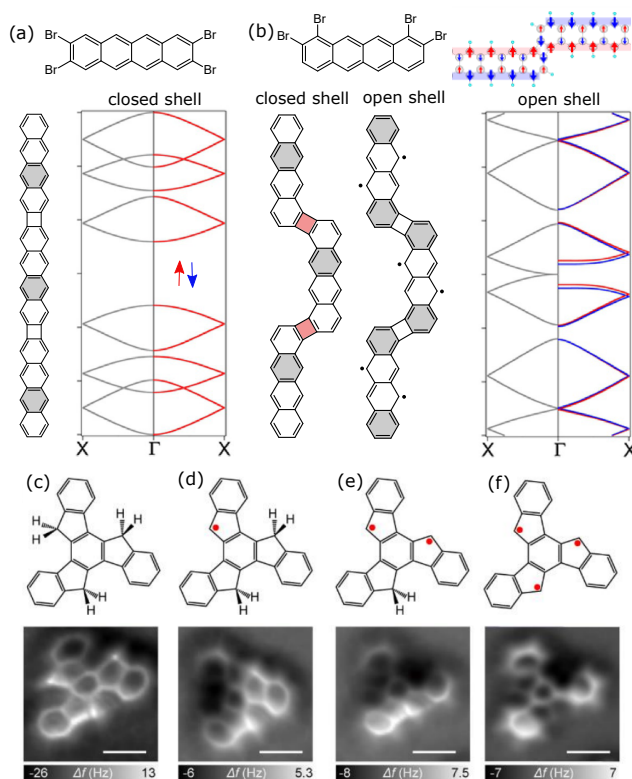 (a)
Br
Br
Br
Br
(b)
Br
Br
Br
Br
closed shell
closed shell
open shell
open shell
X
Γ
X
X
Γ
X
(c)
H
H
H
H
H
H
(d)
H
H
H
H
(e)
H
H
(f)
-26 Δf (Hz) 13
-6 Δf (Hz) 5.3
-8 Δf (Hz) 7.5
-7 Δf (Hz) 7